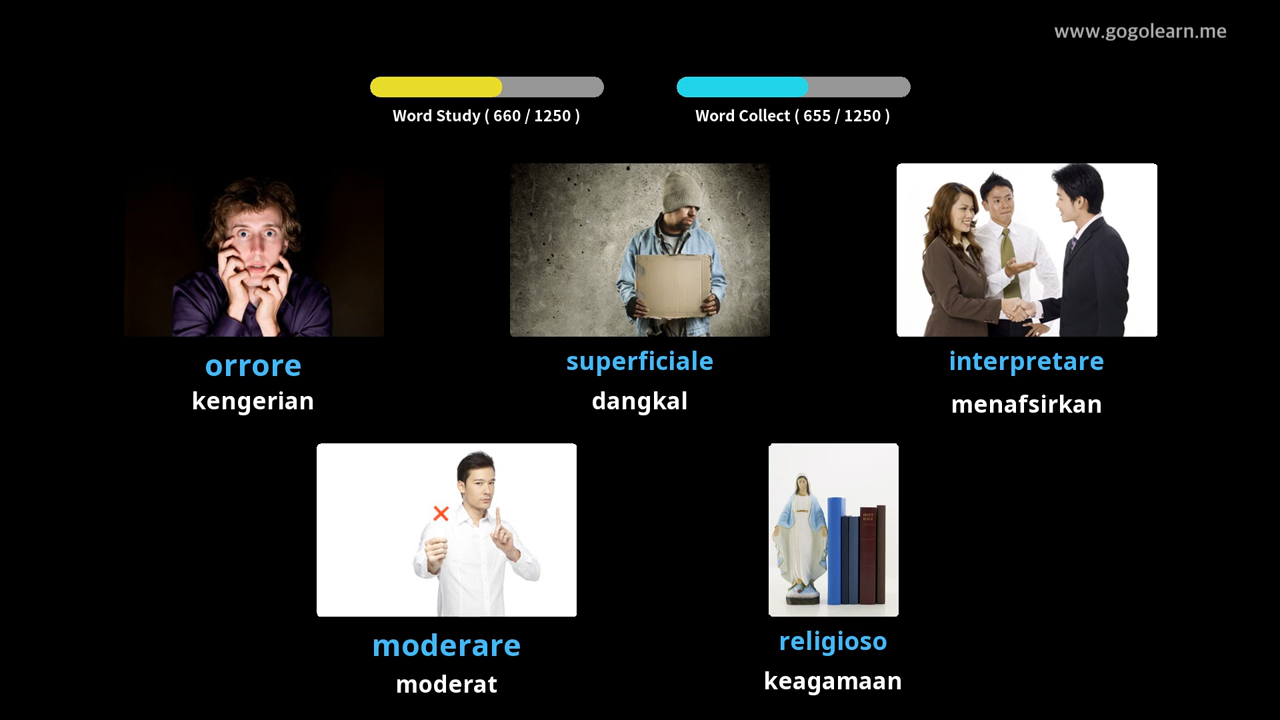 www.gogolearn.me
Word Study ( 660 / 1250 )
Word Collect ( 655 / 1250 )
orrore
kengerian
superficiale
dangkal
interpretare
menafsirkan
moderare
moderat
religioso
keagamaan